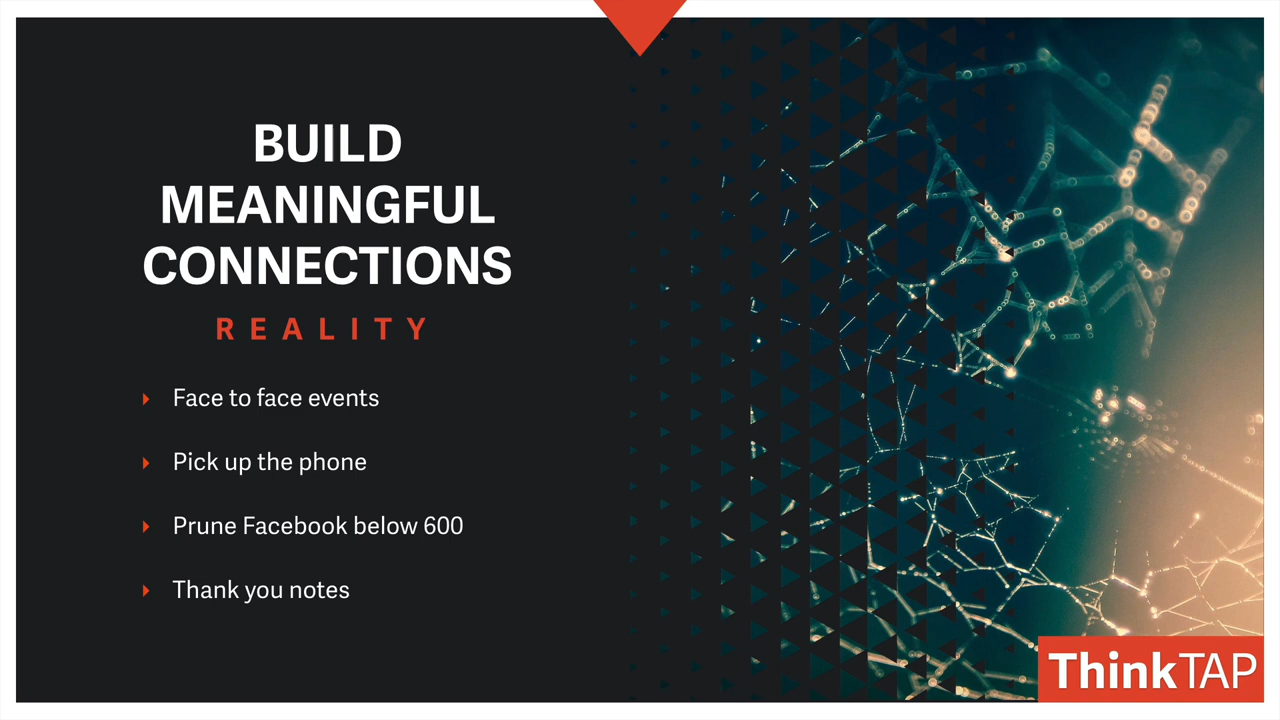 BUILD
MEANINGFUL
CONNECTIONS
REALITY
Face to face events
Pick up the phone
Prune Facebook below 600
Thank you notes
ThinkTAP